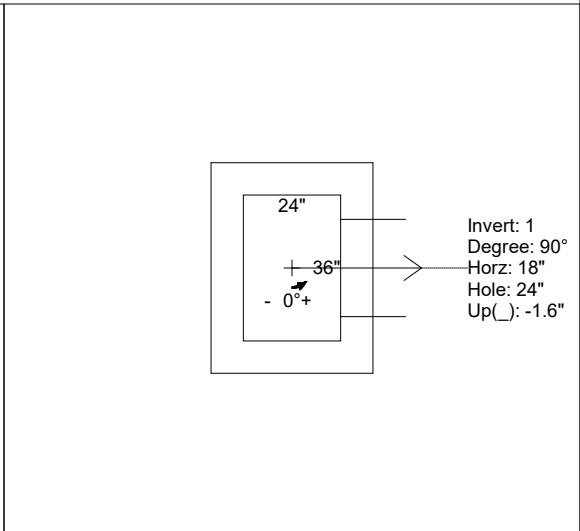 24"
36"
- 0°+
Invert: 1
Degree: 90°
Horz: 18"
Hole: 24"
Up(_): -1.6"